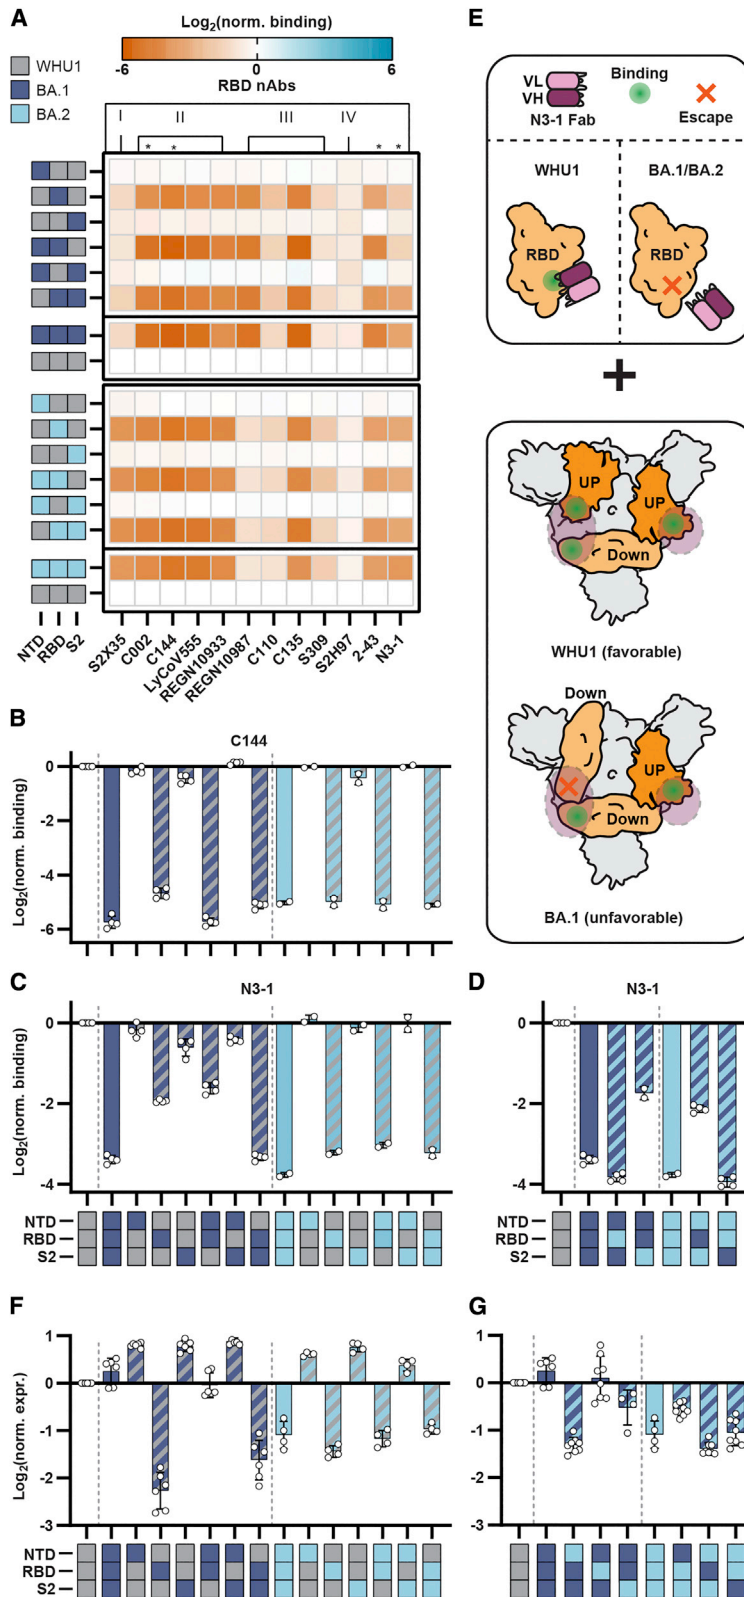 A
Log2(norm. binding)
-6 0 6
RBD nAbs
WHU1
BA.1
BA.2
I II III IV
* * * *
NTD
RBD
S2
S2X35
C002
C144
LyCoV555
REGN10933
REGN10987
C110
C135
S309
S2H97
2-43
N3-1
B
C144
Log2(norm. binding)
0
-2
-4
-6
C
N3-1
Log2(norm. binding)
0
-2
-4
NTD
RBD
S2
D
N3-1
0
-2
-4
NTD
RBD
S2
E
VL
VH
N3-1 Fab
Binding
Escape
WHU1
BA.1/BA.2
RBD
RBD
+
UP
UP
Down
WHU1 (favorable)
Down
UP
Down
BA.1 (unfavorable)
F
Log2(norm. expr.)
1
0
-1
-2
-3
NTD
RBD
S2
G
1
0
-1
-2
-3
NTD
RBD
S2